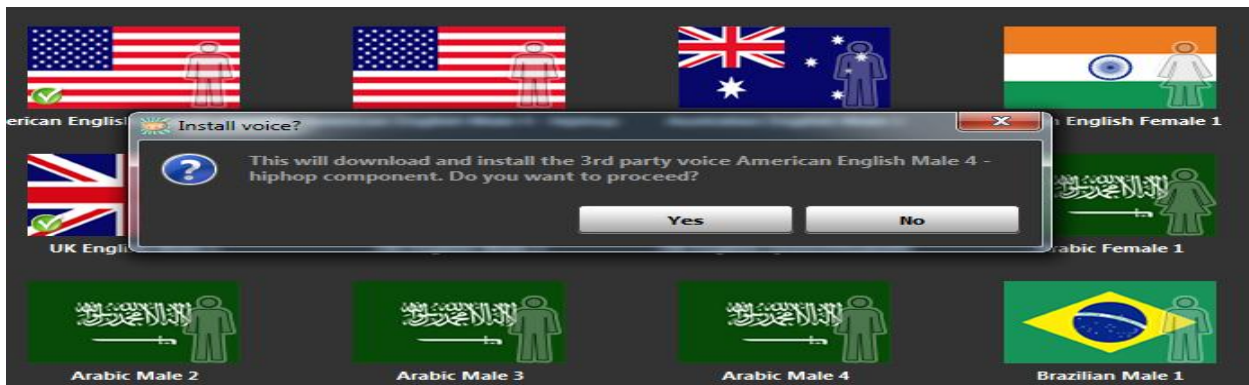 erican Englis
English Female 1
Install voice?
This will download and install the 3rd party voice American English Male 4 -
hiphop component. Do you want to proceed?
Yes
No
UK Engli
rabic Female 1
Arabic Male 2
Arabic Male 3
Arabic Male 4
Brazilian Male 1